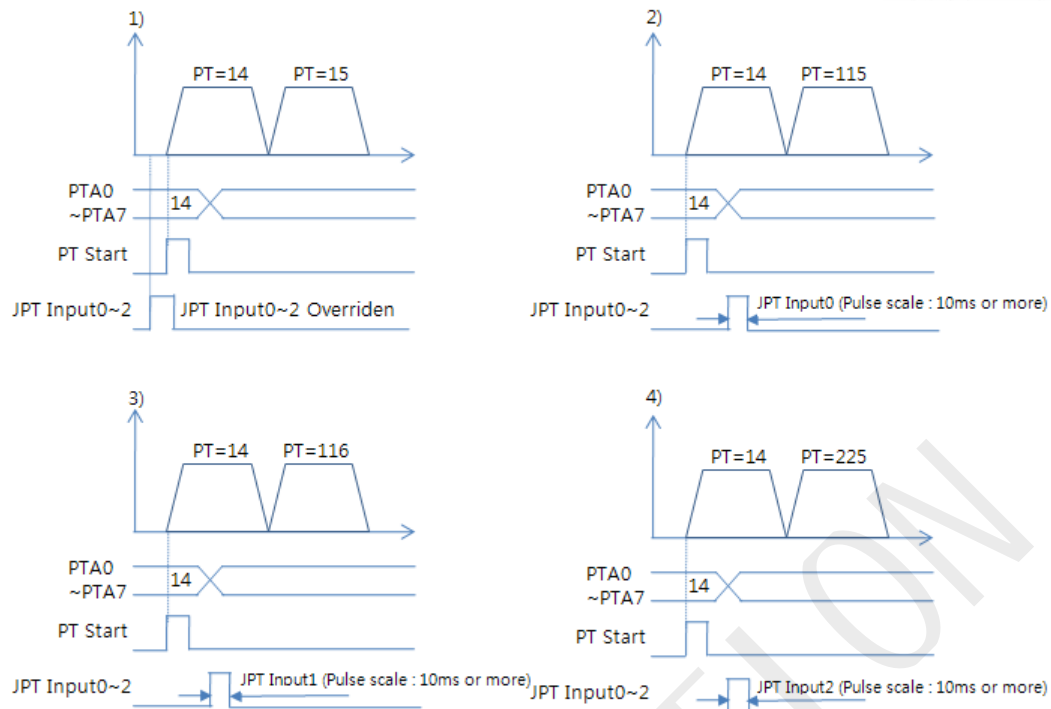 1)
PT=14 PT=15
PTA0
~PTA7
14
PT Start
JPT Input0~2
JPT Input0~2 Overriden
2)
PT=14 PT=115
PTA0
~PTA7
14
PT Start
JPT Input0~2
JPT Input0 (Pulse scale : 10ms or more)
3)
PT=14 PT=116
PTA0
~PTA7
14
PT Start
JPT Input0~2
JPT Input1 (Pulse scale : 10ms or more)
4)
PT=14 PT=225
PTA0
~PTA7
14
PT Start
JPT Input0~2
JPT Input2 (Pulse scale : 10ms or more)